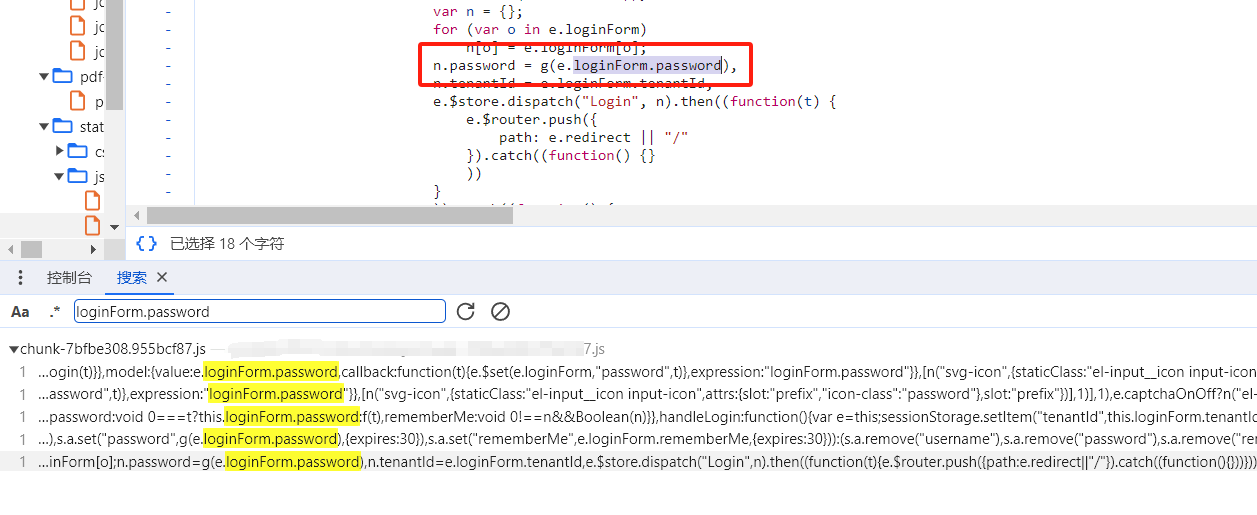 var n = {};
for (var o in e.loginForm)
n[o] = e.loginForm[o];
n.password = g(e.loginForm.password),
n.tenantId = e.loginForm.tenantId,
e.$store.dispatch("Login", n).then((function(t) {
e.$router.push({
path: e.redirect || "/"
}).catch((function() {}
))
}
pdf-
p
stat
cs
js
已选择 18 个字符
控制台 搜索
Aa .* loginForm.password
chunk-7bfbe308.955bcf87.js — 7.js
1 …ogin(t)}},model:{value:e.loginForm.password,callback:function(t){e.$set(e.loginForm,"password",t)},expression:"loginForm.password"}},[n("svg-icon",{staticClass:"el-input__icon input-icon
1 …assword",t)},expression:"loginForm.password"}},[n("svg-icon",{staticClass:"el-input__icon input-icon",attrs:{slot:"prefix","icon-class":"password"},slot:"prefix"})],1)],1),e.captchaOnOff?n("el-
1 …password:void 0===t?this.loginForm.password:f(t),rememberMe:void 0!==n&&Boolean(n)}},handleLogin:function(){var e=this;sessionStorage.setItem("tenantId",this.loginForm.tenantId
1 …),s.a.set("password",g(e.loginForm.password),{expires:30}),s.a.set("rememberMe",e.loginForm.rememberMe,{expires:30})):(s.a.remove("username"),s.a.remove("password"),s.a.remove("rem
1 …inForm[o];n.password=g(e.loginForm.password),n.tenantId=e.loginForm.tenantId,e.$store.dispatch("Login",n).then((function(t){e.$router.push({path:e.redirect||"/"}).catch((function(){}))}))